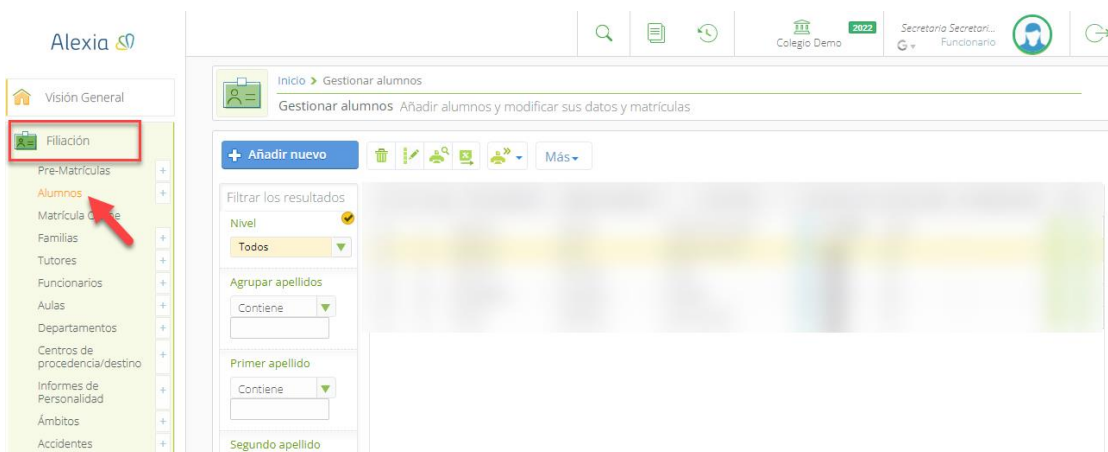 Alexia
2022
Colegio Demo
Secretaria Secretari...
G Funcionario
Visión General
Filiación
Pre-Matrículas
Alumnos
Matrícula
Familias
Tutores
Funcionarios
Aulas
Departamentos
Centros de
procedencia/destino
Informes de
Personalidad
Ámbitos
Accidentes
Inicio > Gestionar alumnos
Gestionar alumnos Añadir alumnos y modificar sus datos y matrículas
+ Añadir nuevo
Más
Filtrar los resultados
Nivel
Todos
Agrupar apellidos
Contiene
Primer apellido
Contiene
Segundo apellido